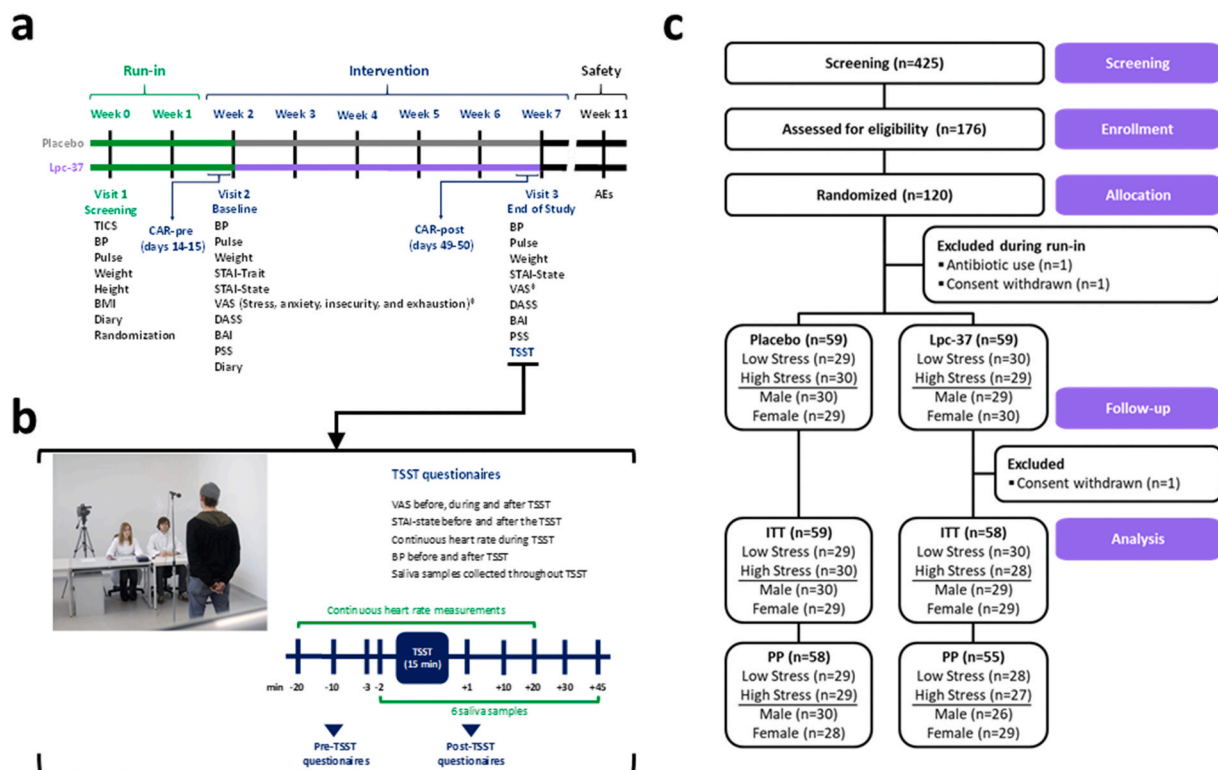 a
Run-in
Intervention
Safety
Week 0 Week 1 Week 2 Week 3 Week 4 Week 5 Week 6 Week 7 Week 11
Placebo
Lpc-37
Visit 1
Screening
TICS
BP
Pulse
Weight
Height
BMI
Diary
Randomization
CAR-pre
(days 14-15)
Visit 2
Baseline
BP
Pulse
Weight
STAI-Trait
STAI-State
VAS (Stress, anxiety, insecurity, and exhaustion)
DASS
BAI
PSS
Diary
CAR-post
(days 49-50)
Visit 3
End of Study
BP
Pulse
Weight
STAI-State
VAS
DASS
BAI
PSS
TSST
AEs
b
TSST questionaires
VAS before, during and after TSST
STAI-state before and after the TSST
Continuous heart rate during TSST
BP before and after TSST
Saliva samples collected throughout TSST
Continuous heart rate measurements
TSST
(15 min)
min -20 -10 -3 -2 +1 +10 +20 +30 +45
6 saliva samples
Pre-TSST
questionaires
Post-TSST
questionaires
c
Screening (n=425)
Screening
Assessed for eligibility (n=176)
Enrollment
Randomized (n=120)
Allocation
Excluded during run-in
▪ Antibiotic use (n=1)
▪ Consent withdrawn (n=1)
Placebo (n=59)
Low Stress (n=29)
High Stress (n=30)
Male (n=30)
Female (n=29)
Lpc-37 (n=59)
Low Stress (n=30)
High Stress (n=29)
Male (n=29)
Female (n=30)
Follow-up
Excluded
▪ Consent withdrawn (n=1)
ITT (n=59)
Low Stress (n=29)
High Stress (n=30)
Male (n=30)
Female (n=29)
ITT (n=58)
Low Stress (n=30)
High Stress (n=28)
Male (n=29)
Female (n=29)
Analysis
PP (n=58)
Low Stress (n=29)
High Stress (n=29)
Male (n=30)
Female (n=28)
PP (n=55)
Low Stress (n=28)
High Stress (n=27)
Male (n=26)
Female (n=29)